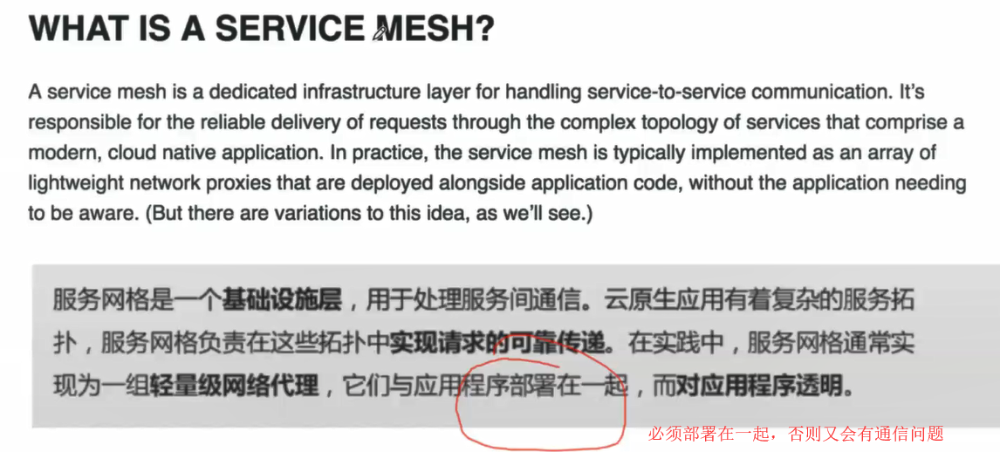 WHAT IS A SERVICE MESH?
A service mesh is a dedicated infrastructure layer for handling service-to-service communication. It's
responsible for the reliable delivery of requests through the complex topology of services that comprise a
modern, cloud native application. In practice, the service mesh is typically implemented as an array of
lightweight network proxies that are deployed alongside application code, without the application needing
to be aware. (But there are variations to this idea, as we'll see.)
服务网格是一个基础设施层，用于处理服务间通信。云原生应用有着复杂的服务拓
扑，服务网格负责在这些拓扑中实现请求的可靠传递。在实践中，服务网格通常实
现为一组轻量级网络代理，它们与应用程序部署在一起，而对应用程序透明。
必须部署在一起，否则又会有通信问题